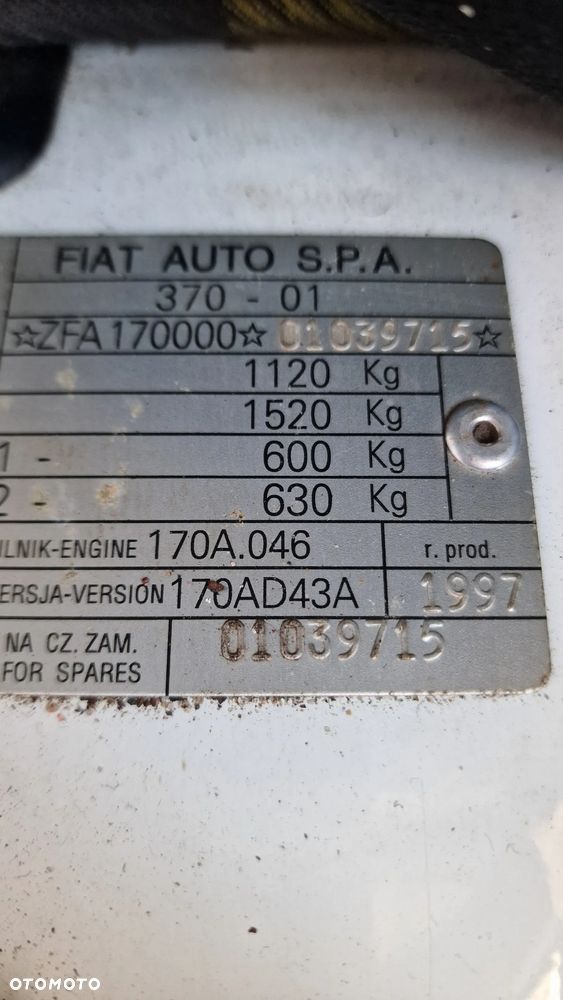 FIAT AUTO S.P.A.
370 - 01
☆ZFA170000☆ 01039715☆
1120 Kg
1520 Kg
1 - 600 Kg
2 - 630 Kg
ILNIK-ENGINE 170A.046 r. prod.
ERSJA-VERSION 170AD43A 1997
NA CZ. ZAM. 01039715
FOR SPARES
OTOMOTO